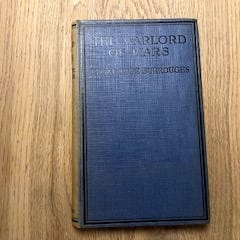 THE WARLORD
OF MARS
EDGAR RICE BURROUGHS